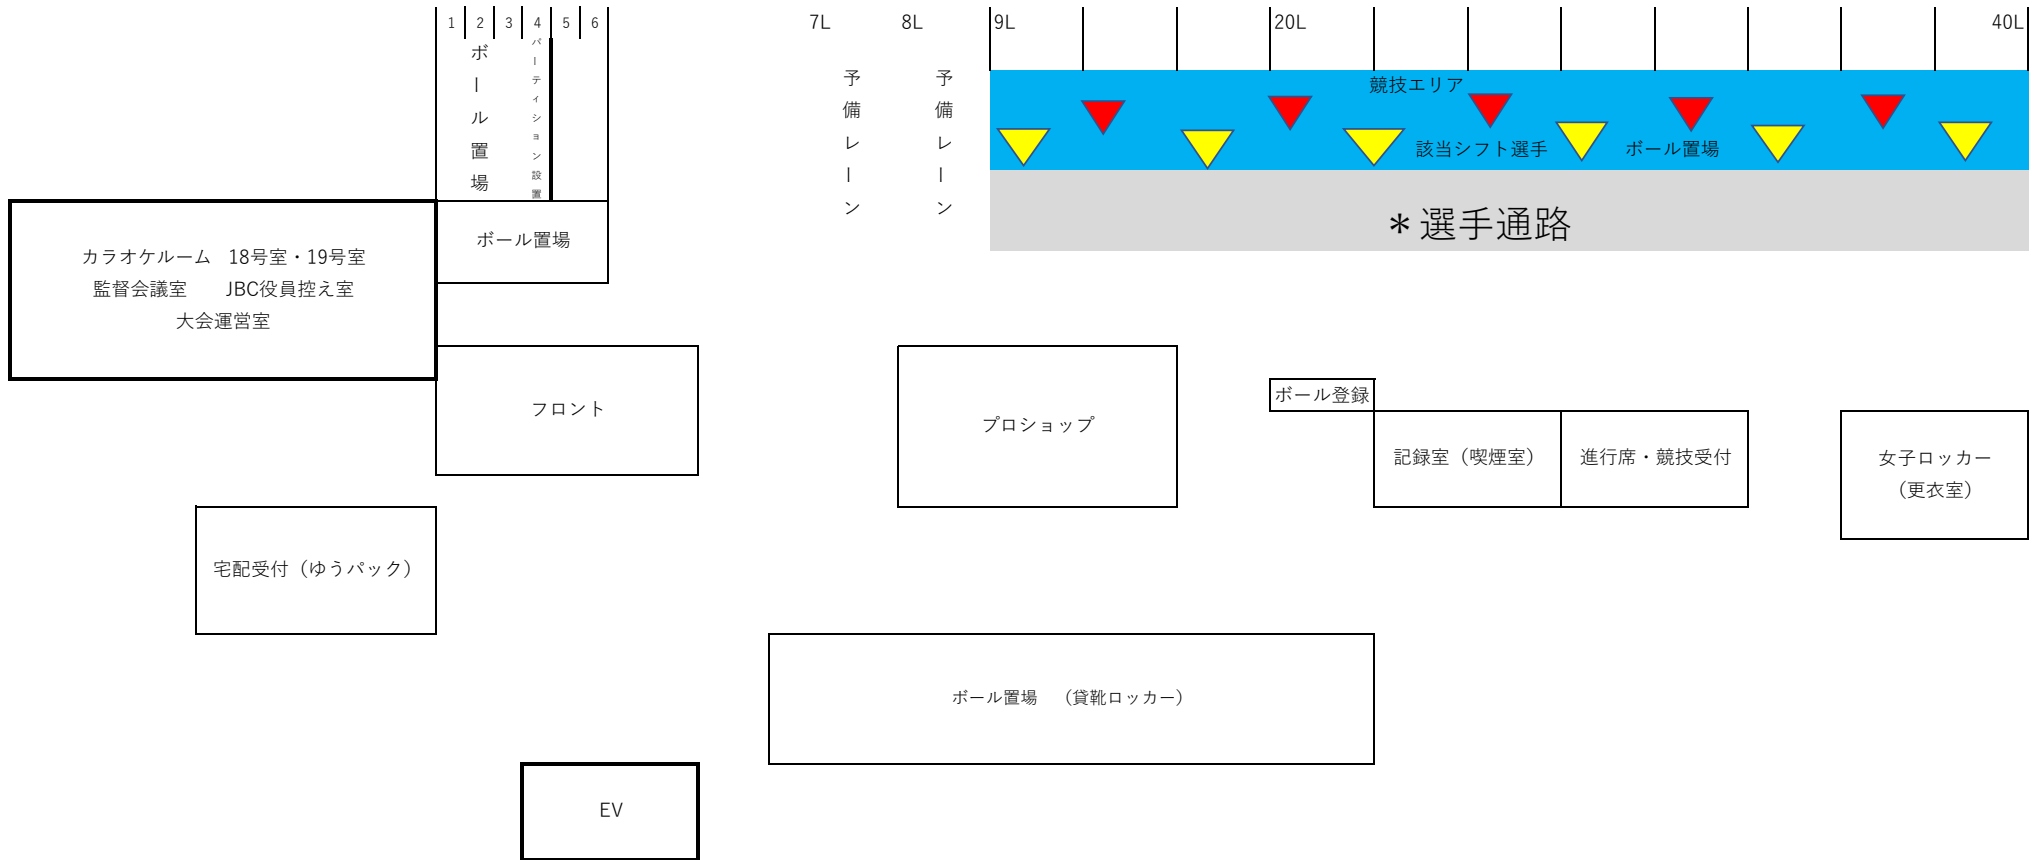 1 2 3 4 5 6
7L 8L 9L 20L 40L
ボール置場
パーティション設置
予備レーン
予備レーン
競技エリア
該当シフト選手 ボール置場
＊選手通路
ボール置場
カラオケルーム 18号室・19号室
監督会議室 JBC役員控え室
大会運営室
フロント
プロショップ
ボール登録
記録室（喫煙室）
進行席・競技受付
女子ロッカー
（更衣室）
宅配受付（ゆうパック）
ボール置場 （貸靴ロッカー）
EV